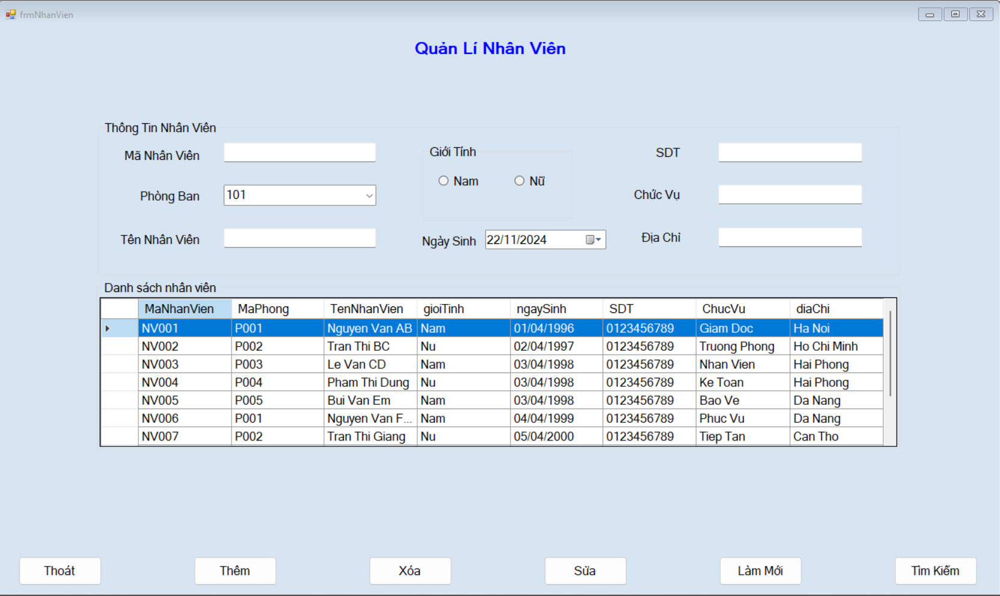 frmNhanVien
Quản Lí Nhân Viên
Thông Tin Nhân Viên
Mã Nhân Viên Giới Tính SDT
Nam Nữ
Phòng Ban 101 Chức Vụ
Tên Nhân Viên Ngày Sinh 22/11/2024 Địa Chỉ
Danh sách nhân viên
MaNhanVien MaPhong TenNhanVien gioiTinh ngaySinh SDT ChucVu diaChi
NV001 P001 Nguyen Van AB Nam 01/04/1996 0123456789 Giam Doc Ha Noi
NV002 P002 Tran Thi BC Nu 02/04/1997 0123456789 Truong Phong Ho Chi Minh
NV003 P003 Le Van CD Nam 03/04/1998 0123456789 Nhan Vien Hai Phong
NV004 P004 Pham Thi Dung Nu 03/04/1998 0123456789 Ke Toan Hai Phong
NV005 P005 Bui Van Em Nam 03/04/1998 0123456789 Bao Ve Da Nang
NV006 P001 Nguyen Van F... Nam 04/04/1999 0123456789 Phuc Vu Da Nang
NV007 P002 Tran Thi Giang Nu 05/04/2000 0123456789 Tiep Tan Can Tho
Thoát Thêm Xóa Sửa Làm Mới Tìm Kiếm